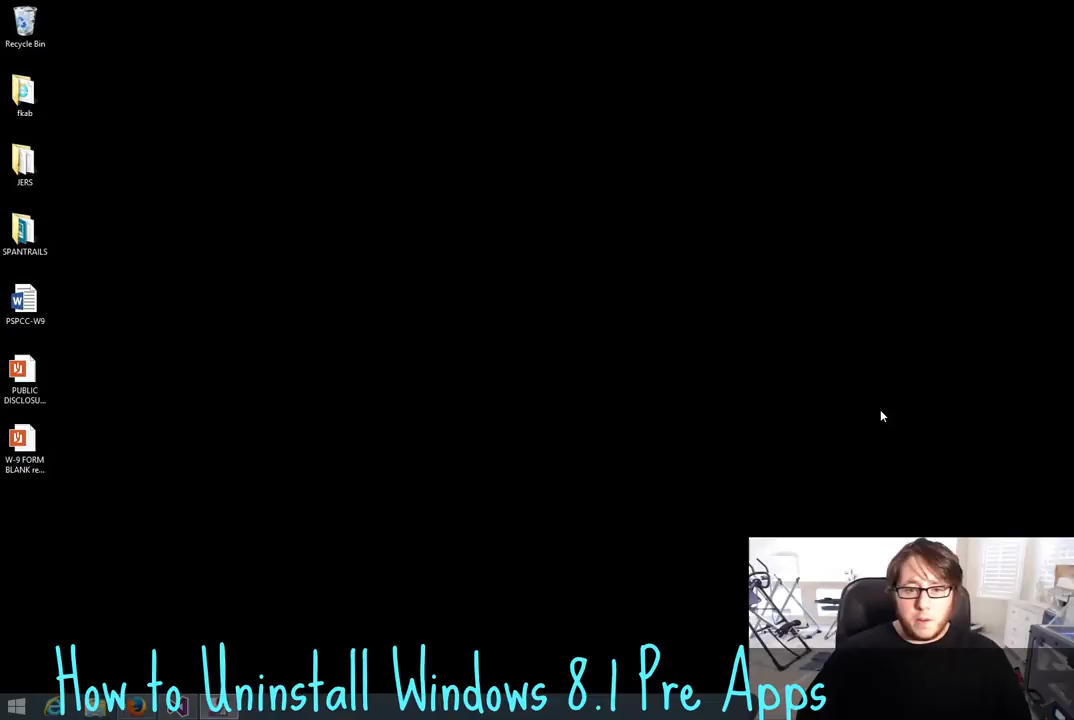 Recycle Bin
fkab
JERS
SPANTRAILS
PSPCC-W9
PUBLIC
DISCLOSU...
W-9 FORM
BLANK re...
How to Uninstall Windows 8.1 Pre Apps